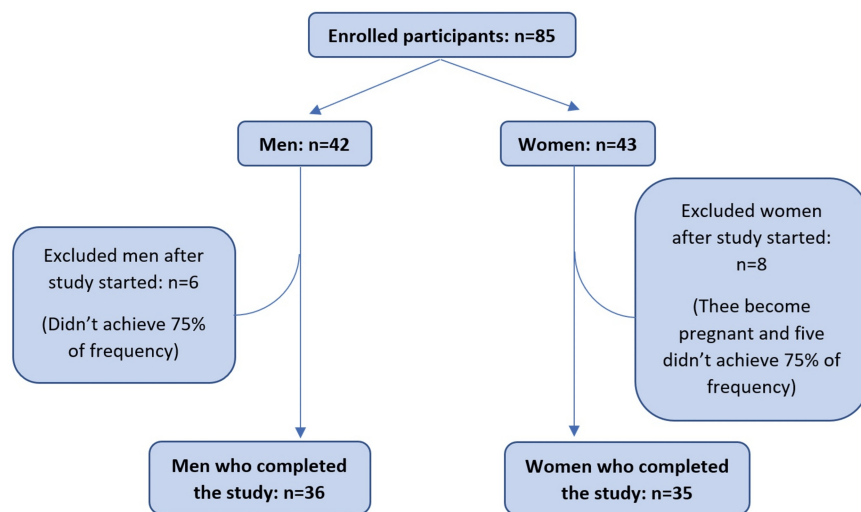 Enrolled participants: n=85
Men: n=42
Women: n=43
Excluded men after
study started: n=6
(Didn't achieve 75%
of frequency)
Excluded women
after study started:
n=8
(Thee become
pregnant and five
didn't achieve 75% of
frequency)
Men who completed
the study: n=36
Women who completed
the study: n=35